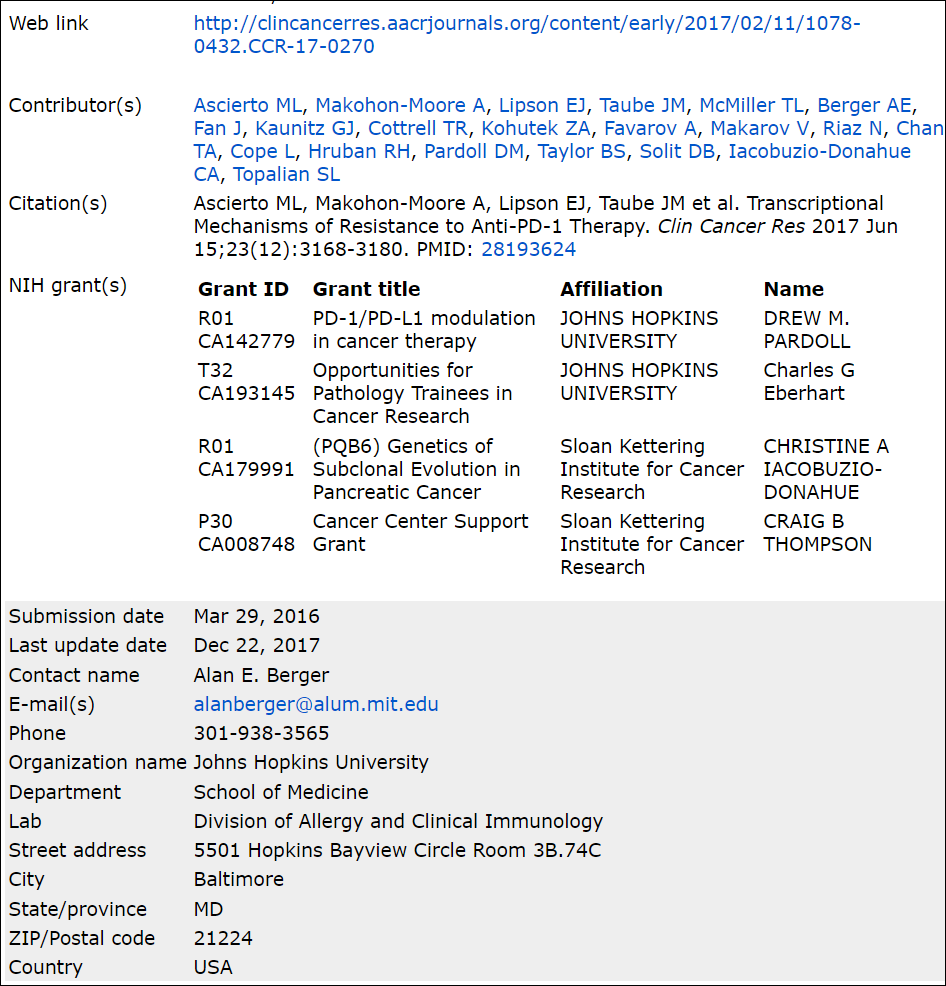 Web link http://clincancerres.aacrjournals.org/content/early/2017/02/11/1078-
0432.CCR-17-0270
Contributor(s) Ascierto ML, Makohon-Moore A, Lipson EJ, Taube JM, McMiller TL, Berger AE,
Fan J, Kaunitz GJ, Cottrell TR, Kohutek ZA, Favarov A, Makarov V, Riaz N, Chan
TA, Cope L, Hruban RH, Pardoll DM, Taylor BS, Solit DB, Iacobuzio-Donahue
CA, Topalian SL
Citation(s) Ascierto ML, Makohon-Moore A, Lipson EJ, Taube JM et al. Transcriptional
Mechanisms of Resistance to Anti-PD-1 Therapy. Clin Cancer Res 2017 Jun
15;23(12):3168-3180. PMID: 28193624
NIH grant(s) Grant ID Grant title Affiliation Name
R01 PD-1/PD-L1 modulation JOHNS HOPKINS DREW M.
CA142779 in cancer therapy UNIVERSITY PARDOLL
T32 Opportunities for JOHNS HOPKINS Charles G
CA193145 Pathology Trainees in UNIVERSITY Eberhart
Cancer Research
R01 (PQB6) Genetics of Sloan Kettering CHRISTINE A
CA179991 Subclonal Evolution in Institute for Cancer IACOBUZIO-
Pancreatic Cancer Research DONAHUE
P30 Cancer Center Support Sloan Kettering CRAIG B
CA008748 Grant Institute for Cancer THOMPSON
Research
Submission date Mar 29, 2016
Last update date Dec 22, 2017
Contact name Alan E. Berger
E-mail(s) alanberger@alum.mit.edu
Phone 301-938-3565
Organization name Johns Hopkins University
Department School of Medicine
Lab Division of Allergy and Clinical Immunology
Street address 5501 Hopkins Bayview Circle Room 3B.74C
City Baltimore
State/province MD
ZIP/Postal code 21224
Country USA